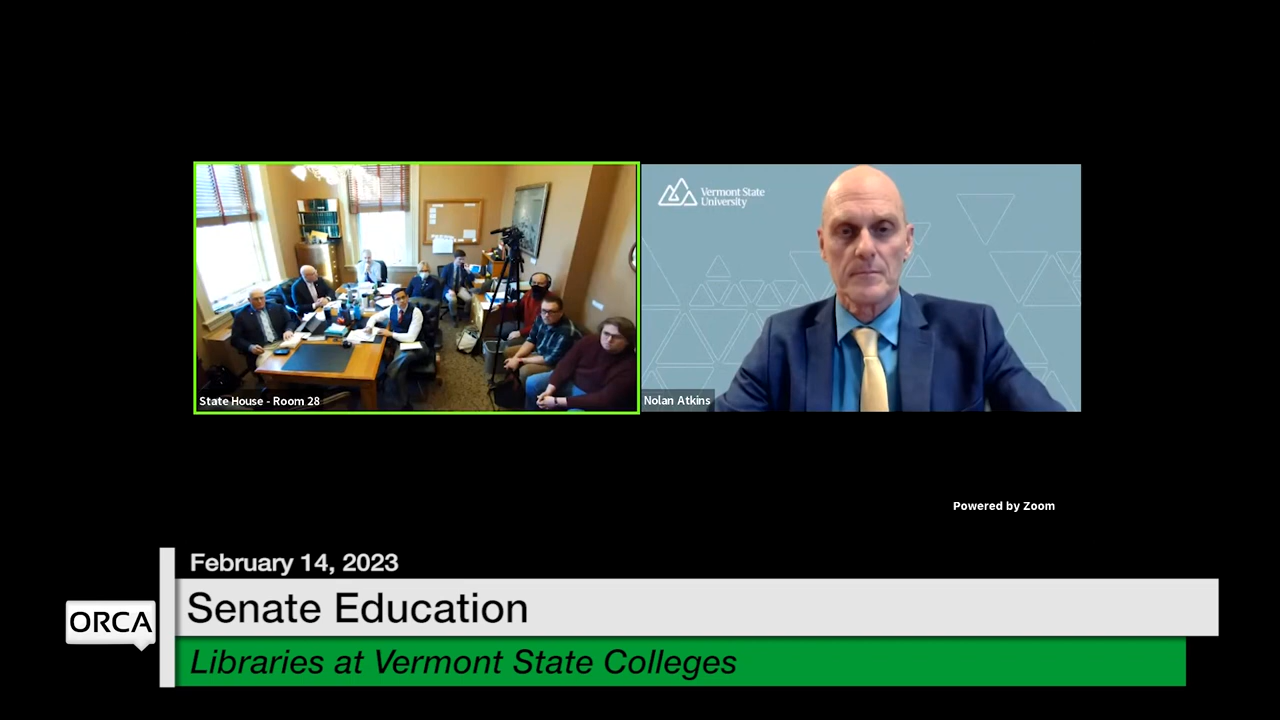 Vermont State
University
State House - Room 28
Nolan Atkins
Powered by Zoom
February 14, 2023
Senate Education
ORCA
Libraries at Vermont State Colleges